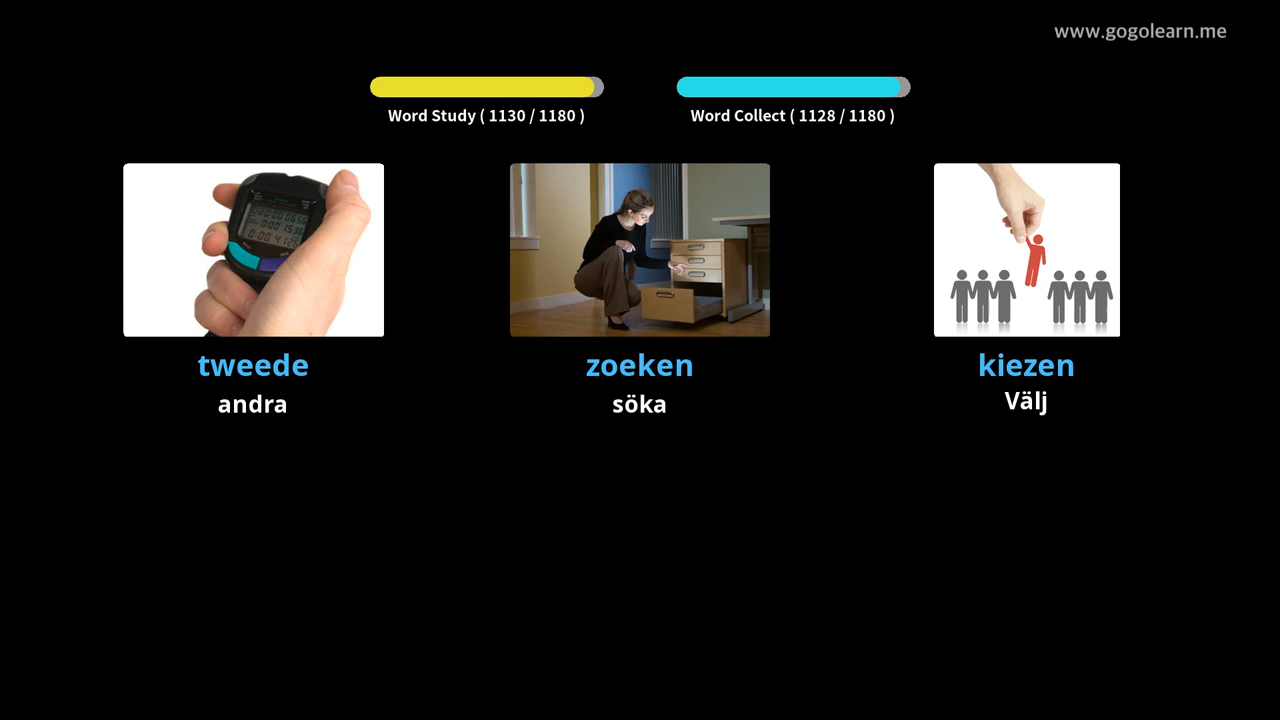 www.gogolearn.me
Word Study ( 1130 / 1180 )
Word Collect ( 1128 / 1180 )
tweede
andra
zoeken
söka
kiezen
Välj